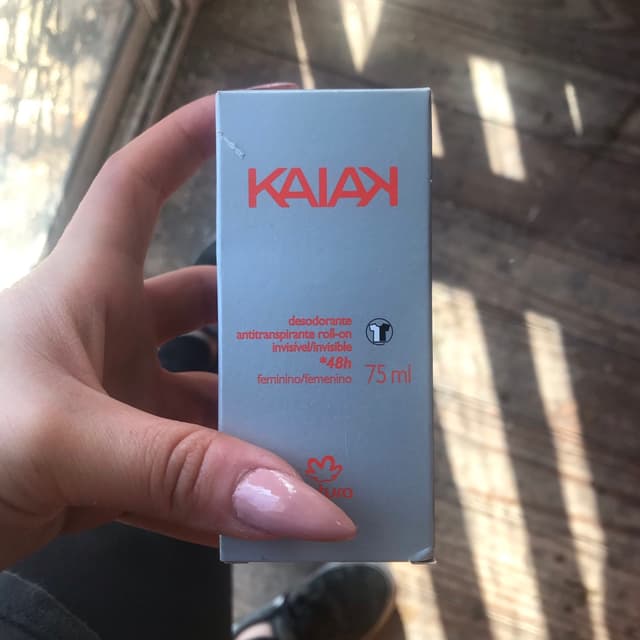 KAIAK
desodorante
antitranspirante roll-on
invisível/invisible
*48h
feminino/femenino
75 ml